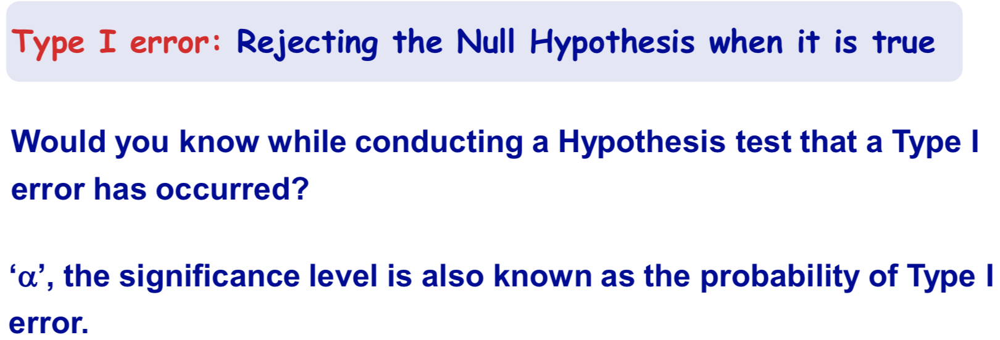 Type I error: Rejecting the Null Hypothesis when it is true
Would you know while conducting a Hypothesis test that a Type I
error has occurred?
‘α’, the significance level is also known as the probability of Type I
error.